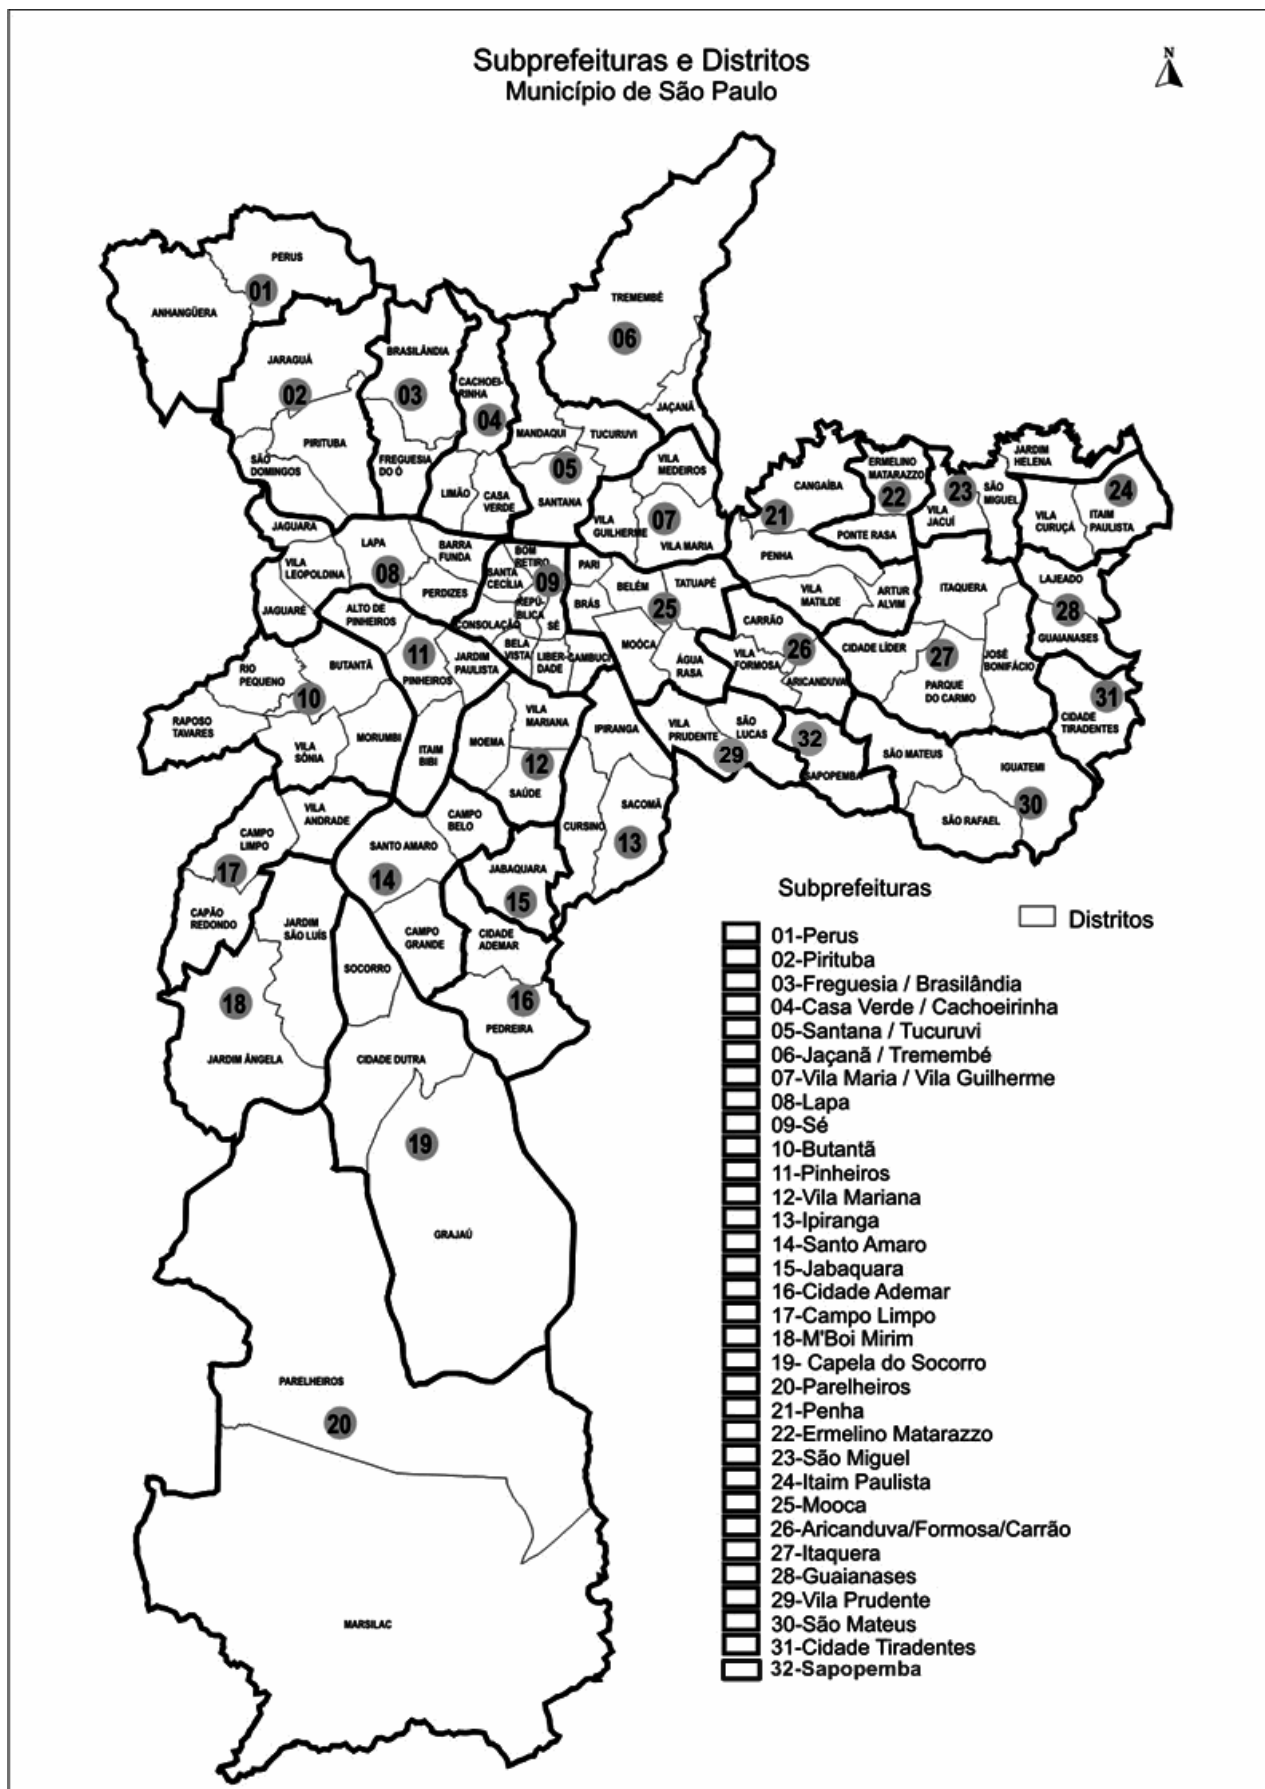 Subprefeituras e Distritos
Município de São Paulo
N
PERUS
01
ANHANGÜERA
TREMEMBÉ
06
JARAGUÁ
02
BRASILÂNDIA
03
CACHOEI-
RINHA
04
JAÇANÃ
PIRITUBA
MANDAQUI
TUCURUVI
SÃO
DOMINGOS
FREGUESIA
DO Ó
05
VILA
MEDEIROS
LIMÃO
CASA
VERDE
SANTANA
VILA
GUILHERME
07
VILA MARIA
CANGAÍBA
21
ERMELINO
MATARAZZO
22
23
SÃO
MIGUEL
JARDIM
HELENA
24
VILA
JACUÍ
VILA
CURUÇÁ
ITAIM
PAULISTA
PONTE RASA
PENHA
JAGUARA
LAPA
BARRA
FUNDA
VILA
LEOPOLDINA
08
PERDIZES
BOM
RETIRO
SANTA
CECÍLIA
09
PARI
BELÉM
TATUAPÉ
VILA
MATILDE
ARTUR
ALVIM
ITAQUERA
LAJEADO
28
GUAIANASES
JAGUARÉ
ALTO DE
PINHEIROS
REPÚ-
BLICA
SÉ
CONSOLAÇÃO
BRÁS
25
CARRÃO
26
MOÓCA
ÁGUA
RASA
VILA
FORMOSA
ARICANDUVA
CIDADE LÍDER
27
JOSÉ
BONIFÁCIO
PARQUE
DO CARMO
31
CIDADE
TIRADENTES
BELA
VISTA
LIBER-
DADE
CAMBUCI
11
PINHEIROS
JARDIM
PAULISTA
RIO
PEQUENO
BUTANTÃ
10
RAPOSO
TAVARES
VILA
SÔNIA
MORUMBI
ITAIM
BIBI
MOEMA
VILA
MARIANA
12
SAÚDE
IPIRANGA
VILA
PRUDENTE
SÃO
LUCAS
29
32
SAPOPEMBA
SÃO MATEUS
IGUATEMI
30
SÃO RAFAEL
VILA
ANDRADE
CAMPO
LIMPO
17
CAMPO
BELO
SANTO AMARO
14
CURSINO
SACOMÃ
13
JABAQUARA
15
CAPÃO
REDONDO
JARDIM
SÃO LUÍS
CAMPO
GRANDE
CIDADE
ADEMAR
SOCORRO
18
16
PEDREIRA
JARDIM ÂNGELA
CIDADE DUTRA
19
GRAJAÚ
PARELHEIROS
20
MARSILAC
Subprefeituras
Distritos
01-Perus
02-Pirituba
03-Freguesia / Brasilândia
04-Casa Verde / Cachoeirinha
05-Santana / Tucuruvi
06-Jaçanã / Tremembé
07-Vila Maria / Vila Guilherme
08-Lapa
09-Sé
10-Butantã
11-Pinheiros
12-Vila Mariana
13-Ipiranga
14-Santo Amaro
15-Jabaquara
16-Cidade Ademar
17-Campo Limpo
18-M'Boi Mirim
19- Capela do Socorro
20-Parelheiros
21-Penha
22-Ermelino Matarazzo
23-São Miguel
24-Itaim Paulista
25-Mooca
26-Aricanduva/Formosa/Carrão
27-Itaquera
28-Guaianases
29-Vila Prudente
30-São Mateus
31-Cidade Tiradentes
32-Sapopemba